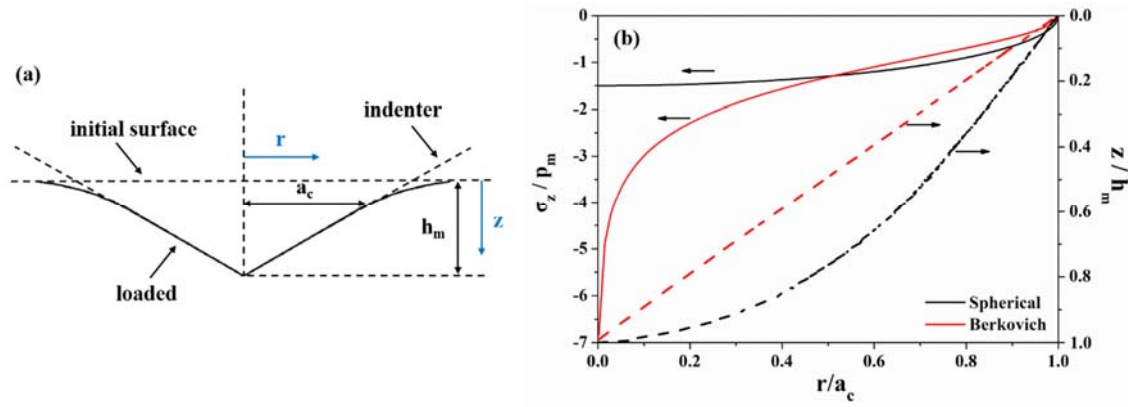 (a)
initial surface
indenter
r
a_c
h_m
z
loaded
(b)
0
-1
-2
-3
-4
-5
-6
-7
σ_z / p_m
0.0
0.2
0.4
0.6
0.8
1.0
z / h_m
Spherical
Berkovich
0.0 0.2 0.4 0.6 0.8 1.0
r/a_c